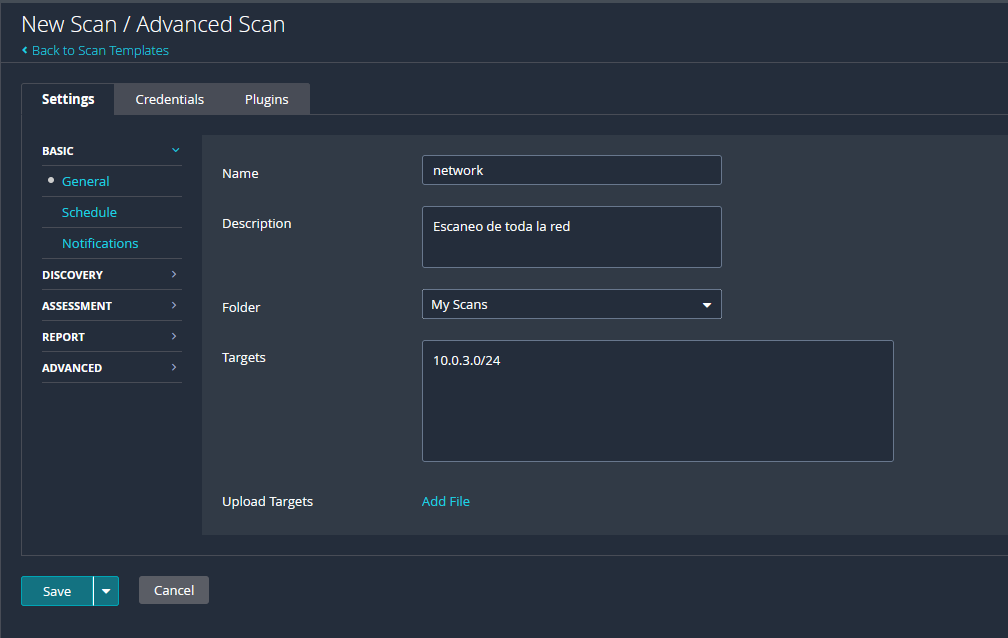 New Scan / Advanced Scan
Back to Scan Templates
Settings Credentials Plugins
BASIC
General
Schedule
Notifications
DISCOVERY
ASSESSMENT
REPORT
ADVANCED
Name network
Description Escaneo de toda la red
Folder My Scans
Targets 10.0.3.0/24
Upload Targets Add File
Save Cancel